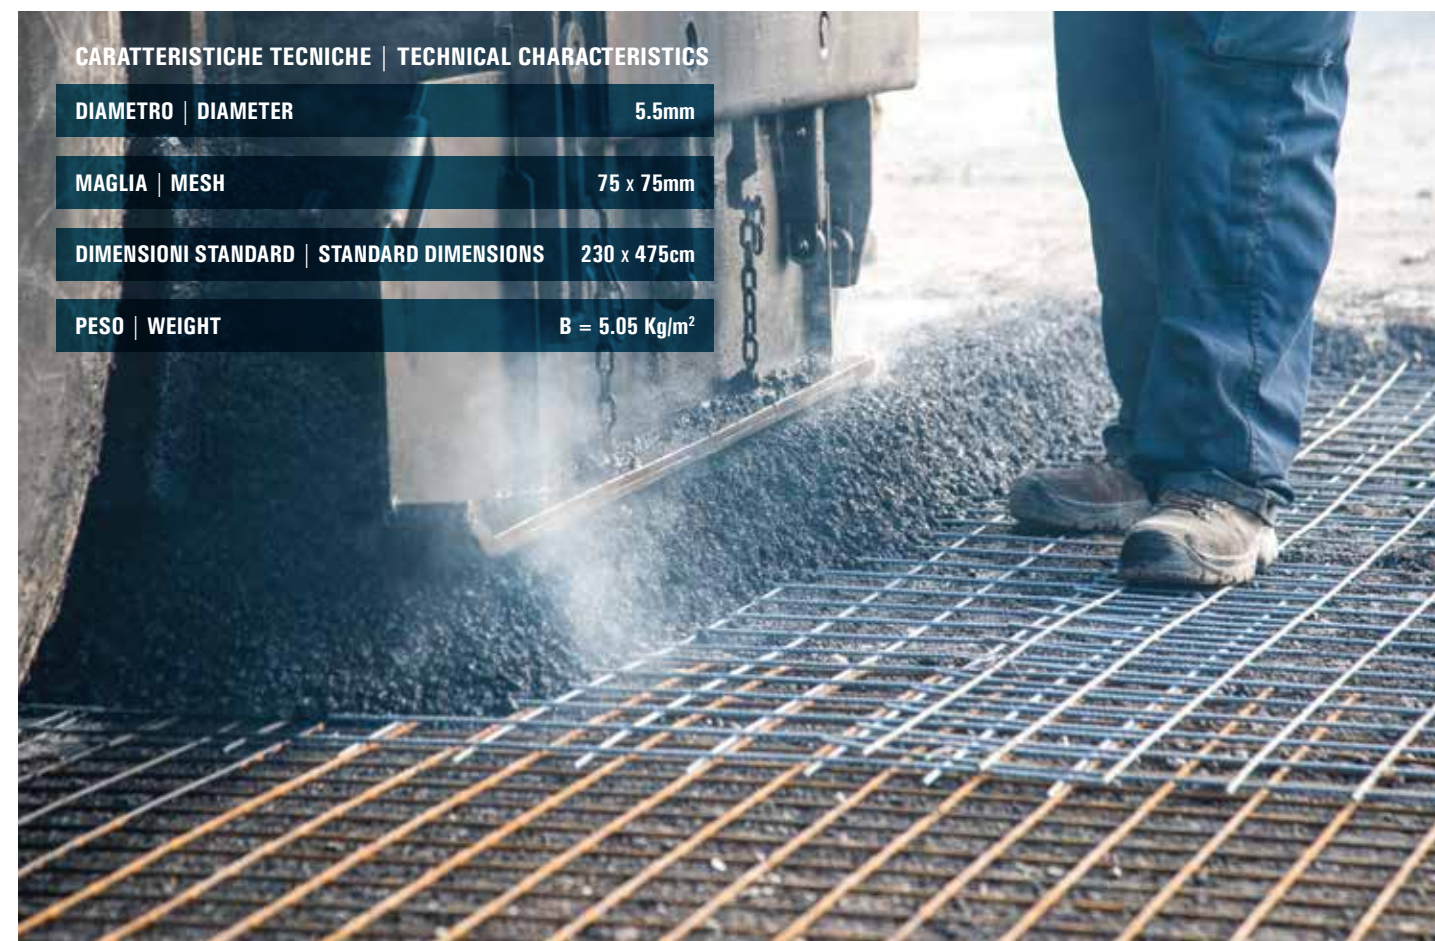 CARATTERISTICHE TECNICHE | TECHNICAL CHARACTERISTICS
DIAMETRO | DIAMETER 5.5mm
MAGLIA | MESH 75 x 75mm
DIMENSIONI STANDARD | STANDARD DIMENSIONS 230 x 475cm
PESO | WEIGHT B = 5.05 Kg/m²